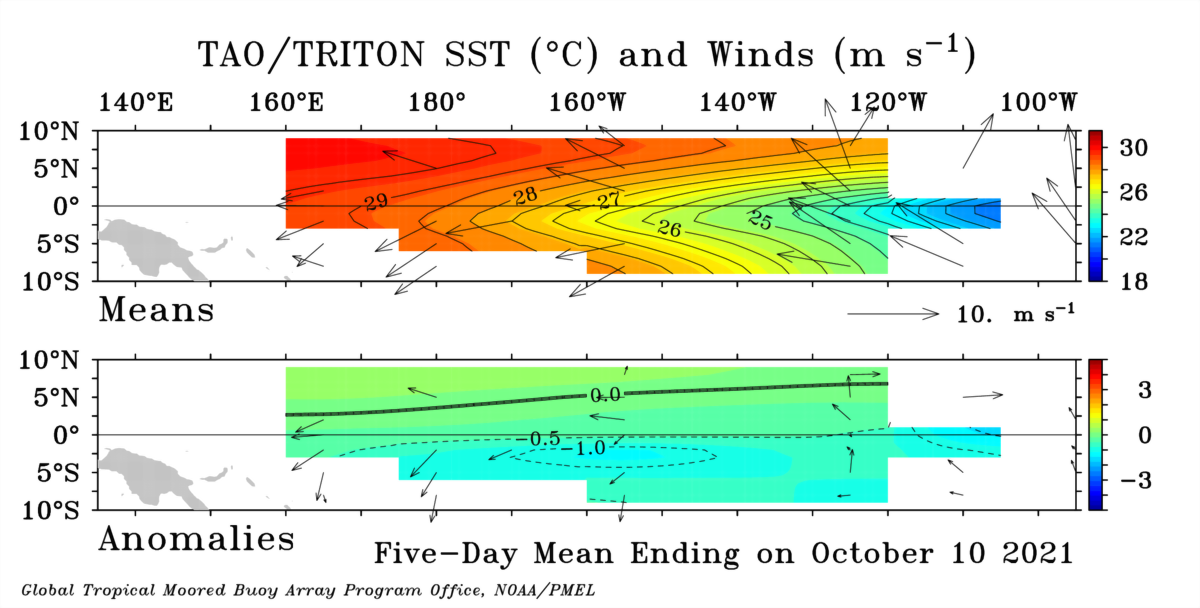 TAO/TRITON SST (°C) and Winds (m s⁻¹)
140°E 160°E 180° 160°W 140°W 120°W 100°W
10°N
5°N
0°
5°S
10°S
29 28 27 26 25
30
26
22
18
Means
10. m s⁻¹
10°N
5°N
0°
5°S
10°S
0.0
−0.5
−1.0
3
0
−3
Anomalies
Five−Day Mean Ending on October 10 2021
Global Tropical Moored Buoy Array Program Office, NOAA/PMEL